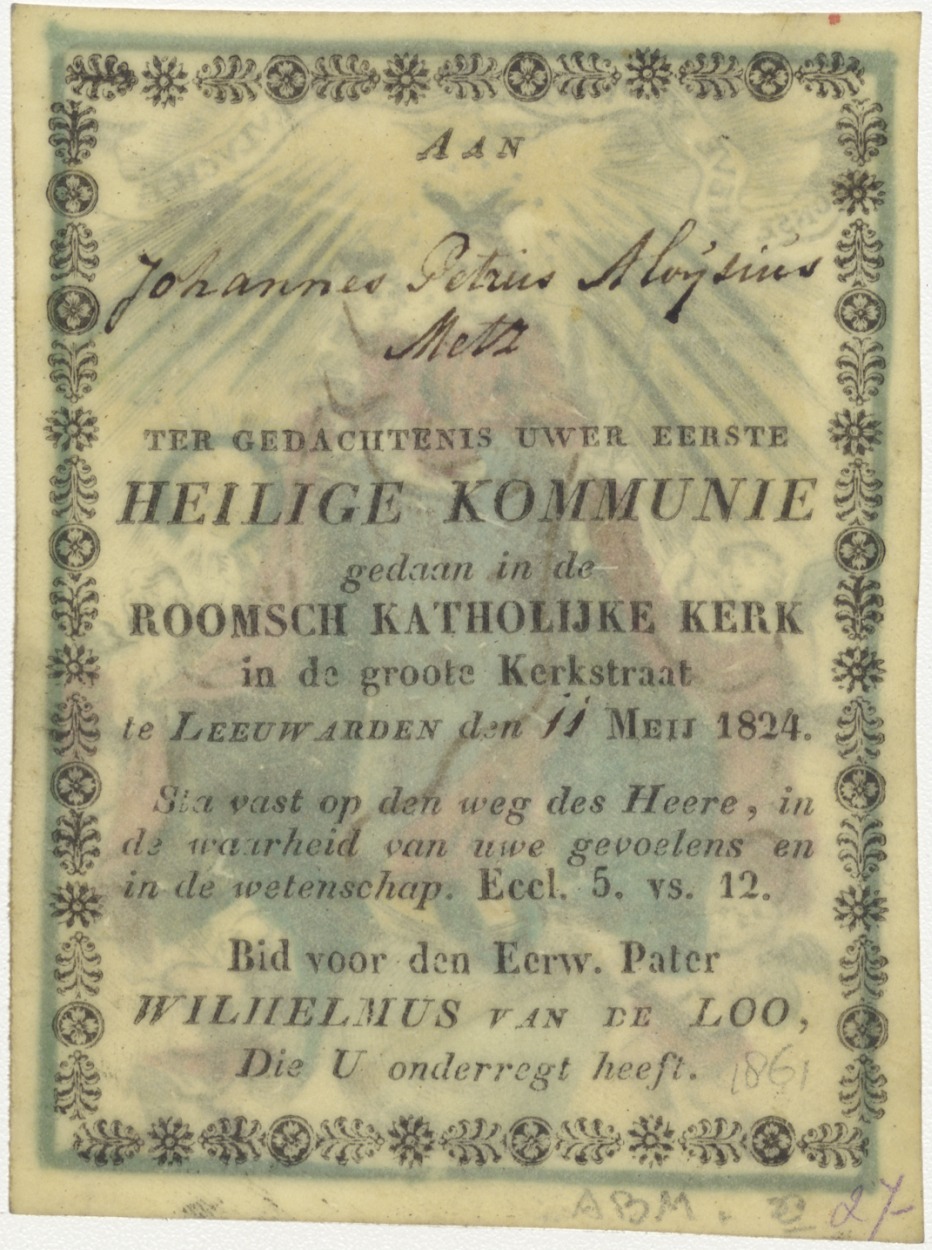 AAN
Johannes Petrus Aloÿsius
Metz
TER GEDACHTENIS UWER EERSTE
HEILIGE KOMMUNIE
gedaan in de
ROOMSCH KATHOLIJKE KERK
in de groote Kerkstraat
te LEEUWARDEN den 11 MEIJ 1824.
Sta vast op den weg des Heere, in
de waarheid van uwe gevoelens en
in de wetenschap. Eccl. 5. vs. 12.
Bid voor den Eerw. Pater
WILHELMUS VAN DE LOO,
Die U onderregt heeft.
1861
ABM.
27-